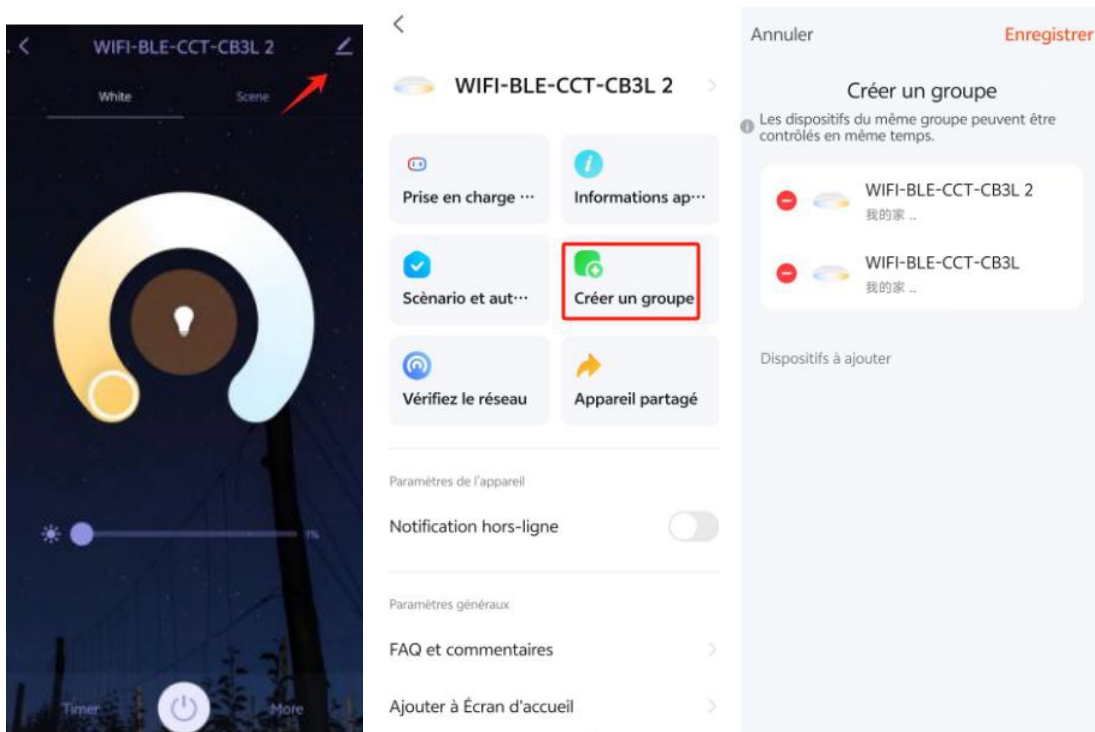 WIFI-BLE-CCT-CB3L 2
White
Scene
1%
Timer
More
WIFI-BLE-CCT-CB3L 2
Prise en charge ···
Informations ap···
Scènario et aut···
Créer un groupe
Vérifiez le réseau
Appareil partagé
Paramètres de l'appareil
Notification hors-ligne
Paramètres généraux
FAQ et commentaires
Ajouter à Écran d'accueil
Annuler
Enregistrer
Créer un groupe
Les dispositifs du même groupe peuvent être
contrôlés en même temps.
WIFI-BLE-CCT-CB3L 2
我的家 ..
WIFI-BLE-CCT-CB3L
我的家 ..
Dispositifs à ajouter